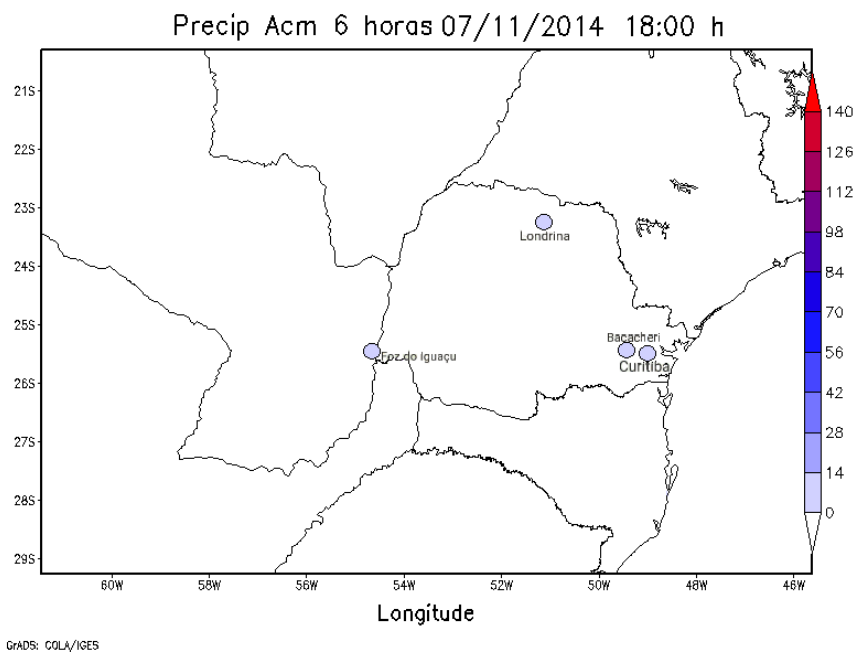 Precip Acm 6 horas 07/11/2014 18:00 h
21S
22S
23S
24S
25S
26S
27S
28S
29S
Londrina
Bacacheri
Curitiba
Foz do Iguaçu
140
126
112
98
84
70
56
42
28
14
0
60W
58W
56W
54W
52W
50W
48W
46W
Longitude
GrADS: COLA/IGES